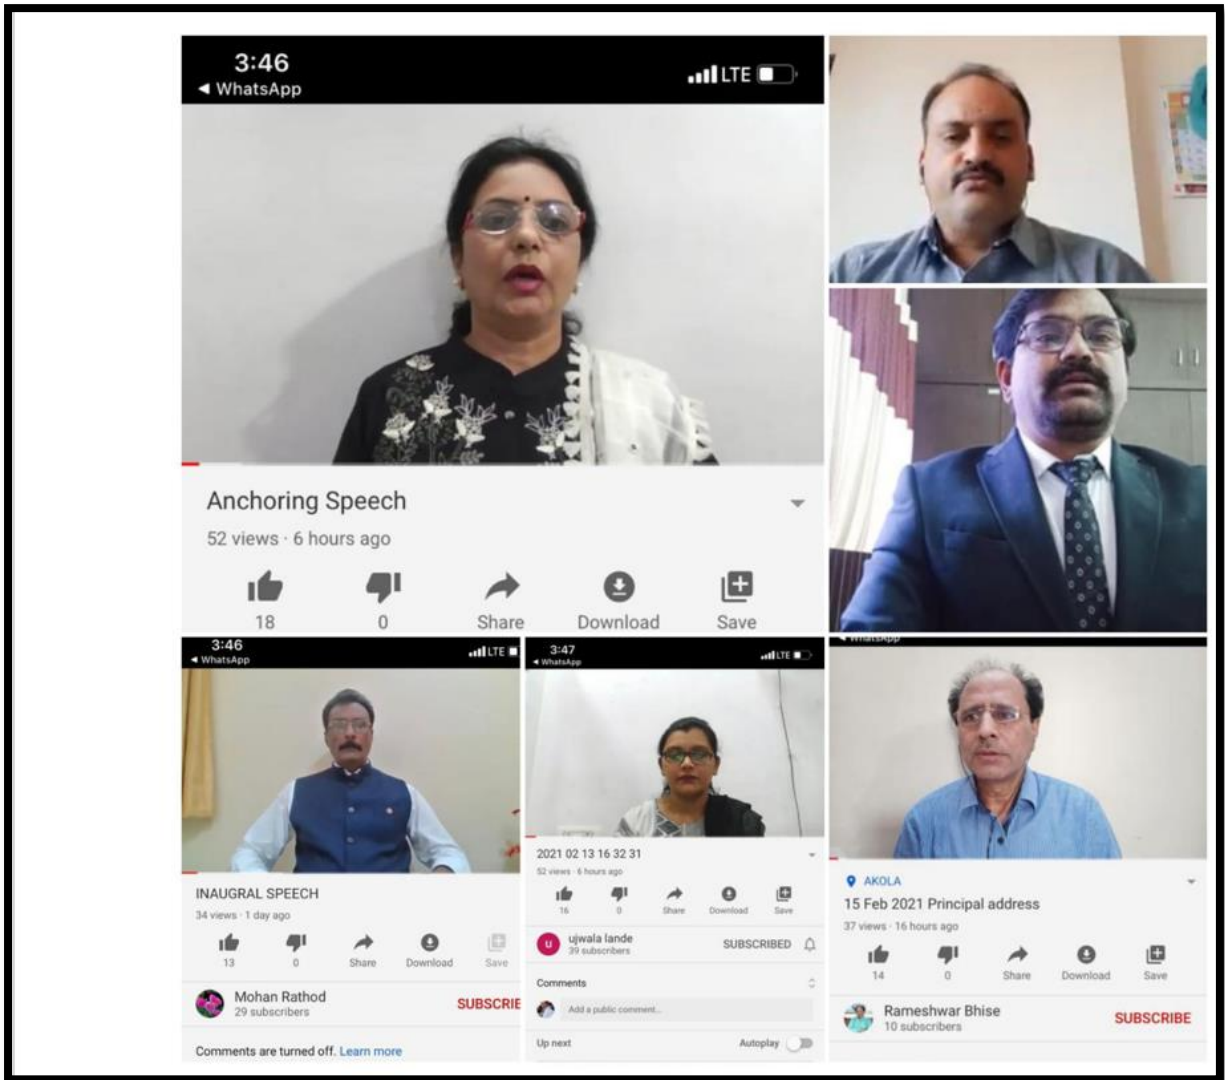 3:46
WhatsApp
LTE
Anchoring Speech
52 views · 6 hours ago
18
0
Share
Download
Save
3:46
WhatsApp
LTE
INAUGRAL SPEECH
34 views · 1 day ago
13
0
Share
Download
Save
Mohan Rathod
29 subscribers
SUBSCRIE
Comments are turned off. Learn more
3:47
WhatsApp
LTE
2021 02 13 16 32 31
52 views · 6 hours ago
16
0
Share
Download
Save
u
ujwala lande
39 subscribers
SUBSCRIBED
Comments
Add a public comment...
Up next
Autoplay
WhatsApp
AKOLA
15 Feb 2021 Principal address
37 views · 16 hours ago
14
0
Share
Download
Save
Rameshwar Bhise
10 subscribers
SUBSCRIBE